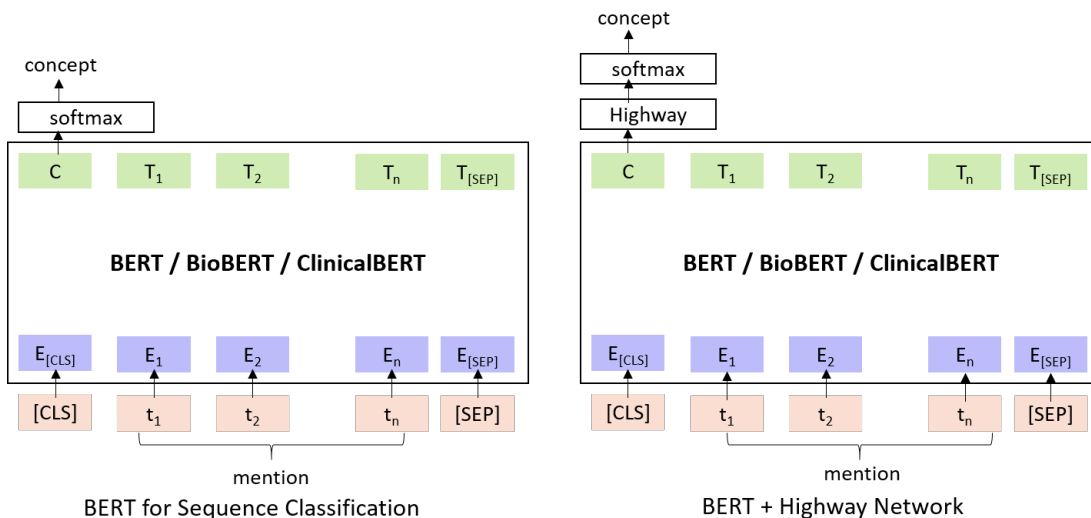 concept
softmax
C T₁ T₂ Tₙ T[SEP]
BERT / BioBERT / ClinicalBERT
E[CLS] E₁ E₂ Eₙ E[SEP]
[CLS] t₁ t₂ tₙ [SEP]
mention
BERT for Sequence Classification
concept
softmax
Highway
C T₁ T₂ Tₙ T[SEP]
BERT / BioBERT / ClinicalBERT
E[CLS] E₁ E₂ Eₙ E[SEP]
[CLS] t₁ t₂ tₙ [SEP]
mention
BERT + Highway Network